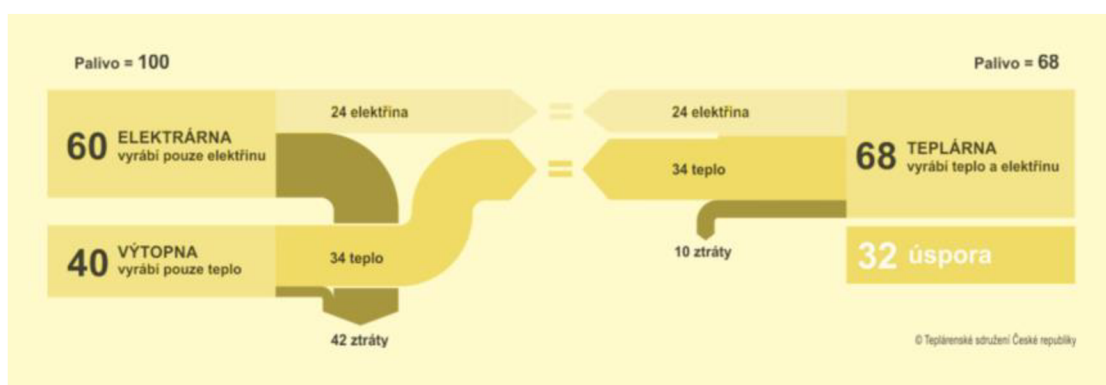 Palivo = 100
Palivo = 68
60 ELEKTRÁRNA
vyrábí pouze elektřinu
24 elektřina
=
24 elektřina
68 TEPLÁRNA
vyrábí teplo a elektřinu
=
34 teplo
40 VÝTOPNA
vyrábí pouze teplo
34 teplo
10 ztráty
32 úspora
42 ztráty
© Teplárenské sdružení České republiky